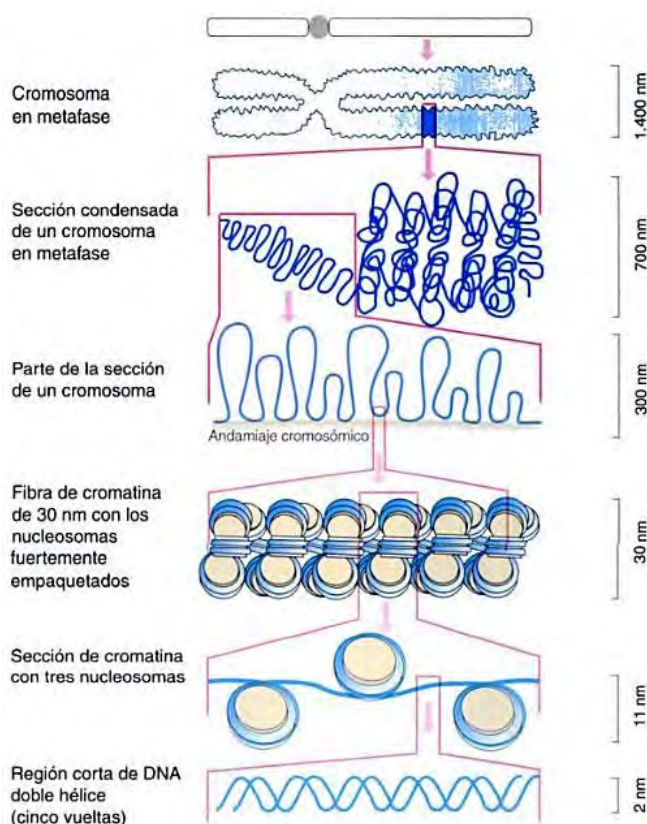 Cromosoma
en metafase
1.400 nm
Sección condensada
de un cromosoma
en metafase
700 nm
Parte de la sección
de un cromosoma
300 nm
Andamiaje cromosómico
Fibra de cromatina
de 30 nm con los
nucleosomas
fuertemente
empaquetados
30 nm
Sección de cromatina
con tres nucleosomas
11 nm
Región corta de DNA
doble hélice
(cinco vueltas)
2 nm